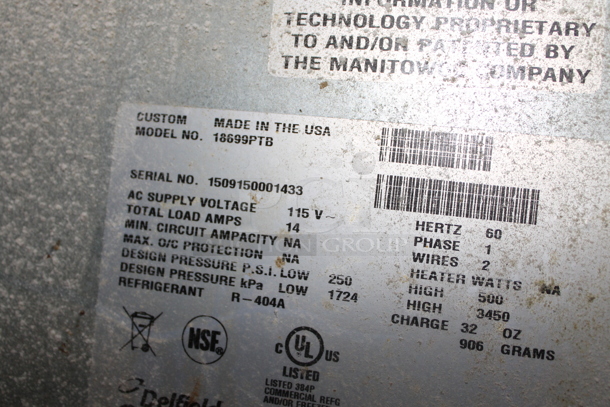 INFORMATION OR
TECHNOLOGY PROPRIETARY
TO AND/OR PATENTED BY
THE MANITOWOC COMPANY
CUSTOM MADE IN THE USA
MODEL NO. 18699PTB
SERIAL NO. 1509150001433
AC SUPPLY VOLTAGE 115 V~ HERTZ 60
TOTAL LOAD AMPS 14 PHASE 1
MIN. CIRCUIT AMPACITY NA WIRES 2
MAX. O/C PROTECTION NA HEATER WATTS NA
DESIGN PRESSURE P.S.I. LOW 250 HIGH 500
DESIGN PRESSURE kPa LOW 1724 HIGH 3450
REFRIGERANT R-404A CHARGE 32 OZ
906 GRAMS
NSF®
C UL US
LISTED
LISTED 384P
COMMERCIAL REFG
AND/OR FREEZER
Delfield
GROUP